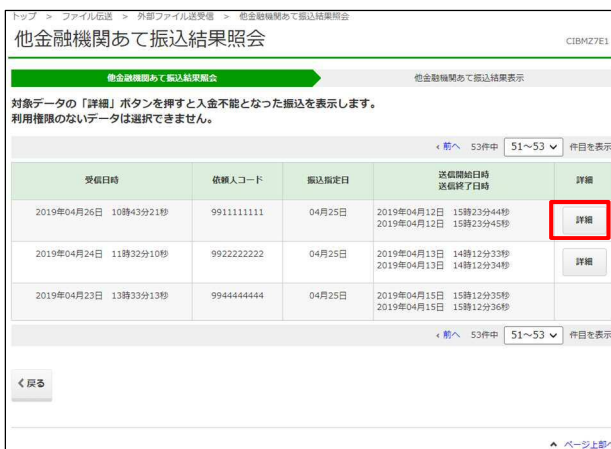 トップ > ファイル伝送 > 外部ファイル送受信 > 他金融機関あて振込結果照会
他金融機関あて振込結果照会
CIBMZ7E1
他金融機関あて振込結果照会
他金融機関あて振込結果表示
対象データの「詳細」ボタンを押すと入金不能となった振込を表示します。
利用権限のないデータは選択できません。
‹前へ 53件中 51～53 件目を表示
受信日時 依頼人コード 振込指定日 送信開始日時 詳細
送信終了日時
2019年04月26日 10時43分21秒 9911111111 04月25日 2019年04月12日 15時23分44秒 詳細
2019年04月12日 15時23分45秒
2019年04月24日 11時32分10秒 9922222222 04月25日 2019年04月13日 14時12分33秒 詳細
2019年04月13日 14時12分34秒
2019年04月23日 13時33分13秒 9944444444 04月25日 2019年04月15日 15時12分35秒
2019年04月15日 15時12分36秒
‹前へ 53件中 51～53 件目を表示
戻る
ページ上部へ